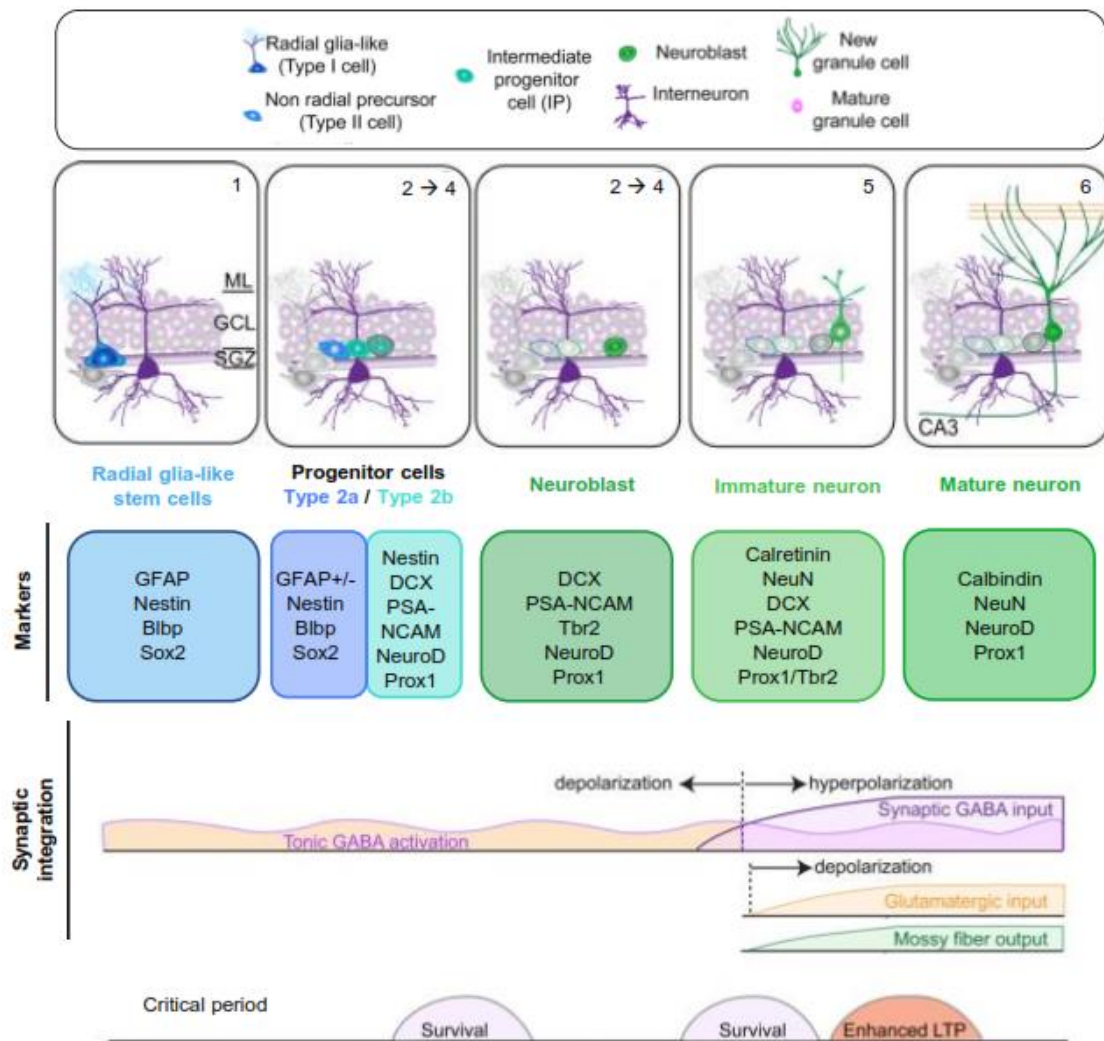 Radial glia-like
(Type I cell)
Non radial precursor
(Type II cell)
Intermediate
progenitor
cell (IP)
Neuroblast
Interneuron
New
granule cell
Mature
granule cell
1
ML
GCL
SGZ
2 → 4
2 → 4
5
6
CA3
Radial glia-like
stem cells
Progenitor cells
Type 2a / Type 2b
Neuroblast
Immature neuron
Mature neuron
Markers
GFAP
Nestin
Blbp
Sox2
GFAP+/-
Nestin
Blbp
Sox2
Nestin
DCX
PSA-
NCAM
NeuroD
Prox1
DCX
PSA-NCAM
Tbr2
NeuroD
Prox1
Calretinin
NeuN
DCX
PSA-NCAM
NeuroD
Prox1/Tbr2
Calbindin
NeuN
NeuroD
Prox1
Synaptic
integration
depolarization
hyperpolarization
Synaptic GABA input
Tonic GABA activation
depolarization
Glutamatergic input
Mossy fiber output
Critical period
Survival
Survival
Enhanced LTP